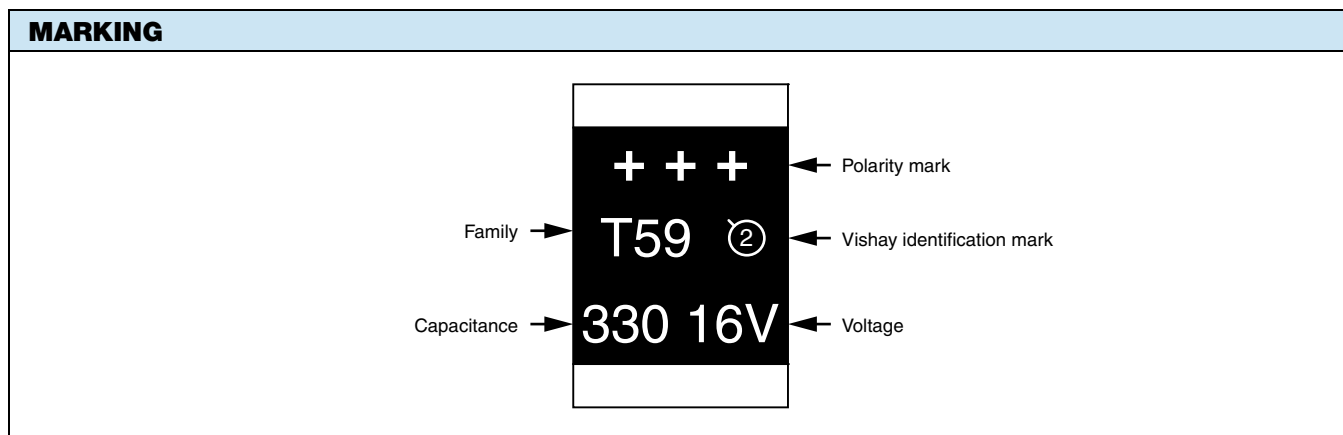 MARKING
+ + +
Polarity mark
Family
T59 2
Vishay identification mark
Capacitance
330 16V
Voltage